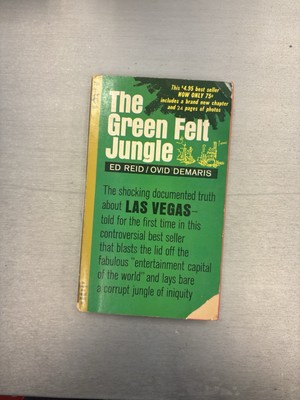 This $4.95 best seller
NOW ONLY 75¢
includes a brand new chapter
and 24 pages of photos
The
Green Felt
Jungle
ED REID/OVID DEMARIS
The shocking documented truth
about LAS VEGAS—
told for the first time in this
controversial best seller
that blasts the lid off the
fabulous "entertainment capital
of the world" and lays bare
a corrupt jungle of iniquity